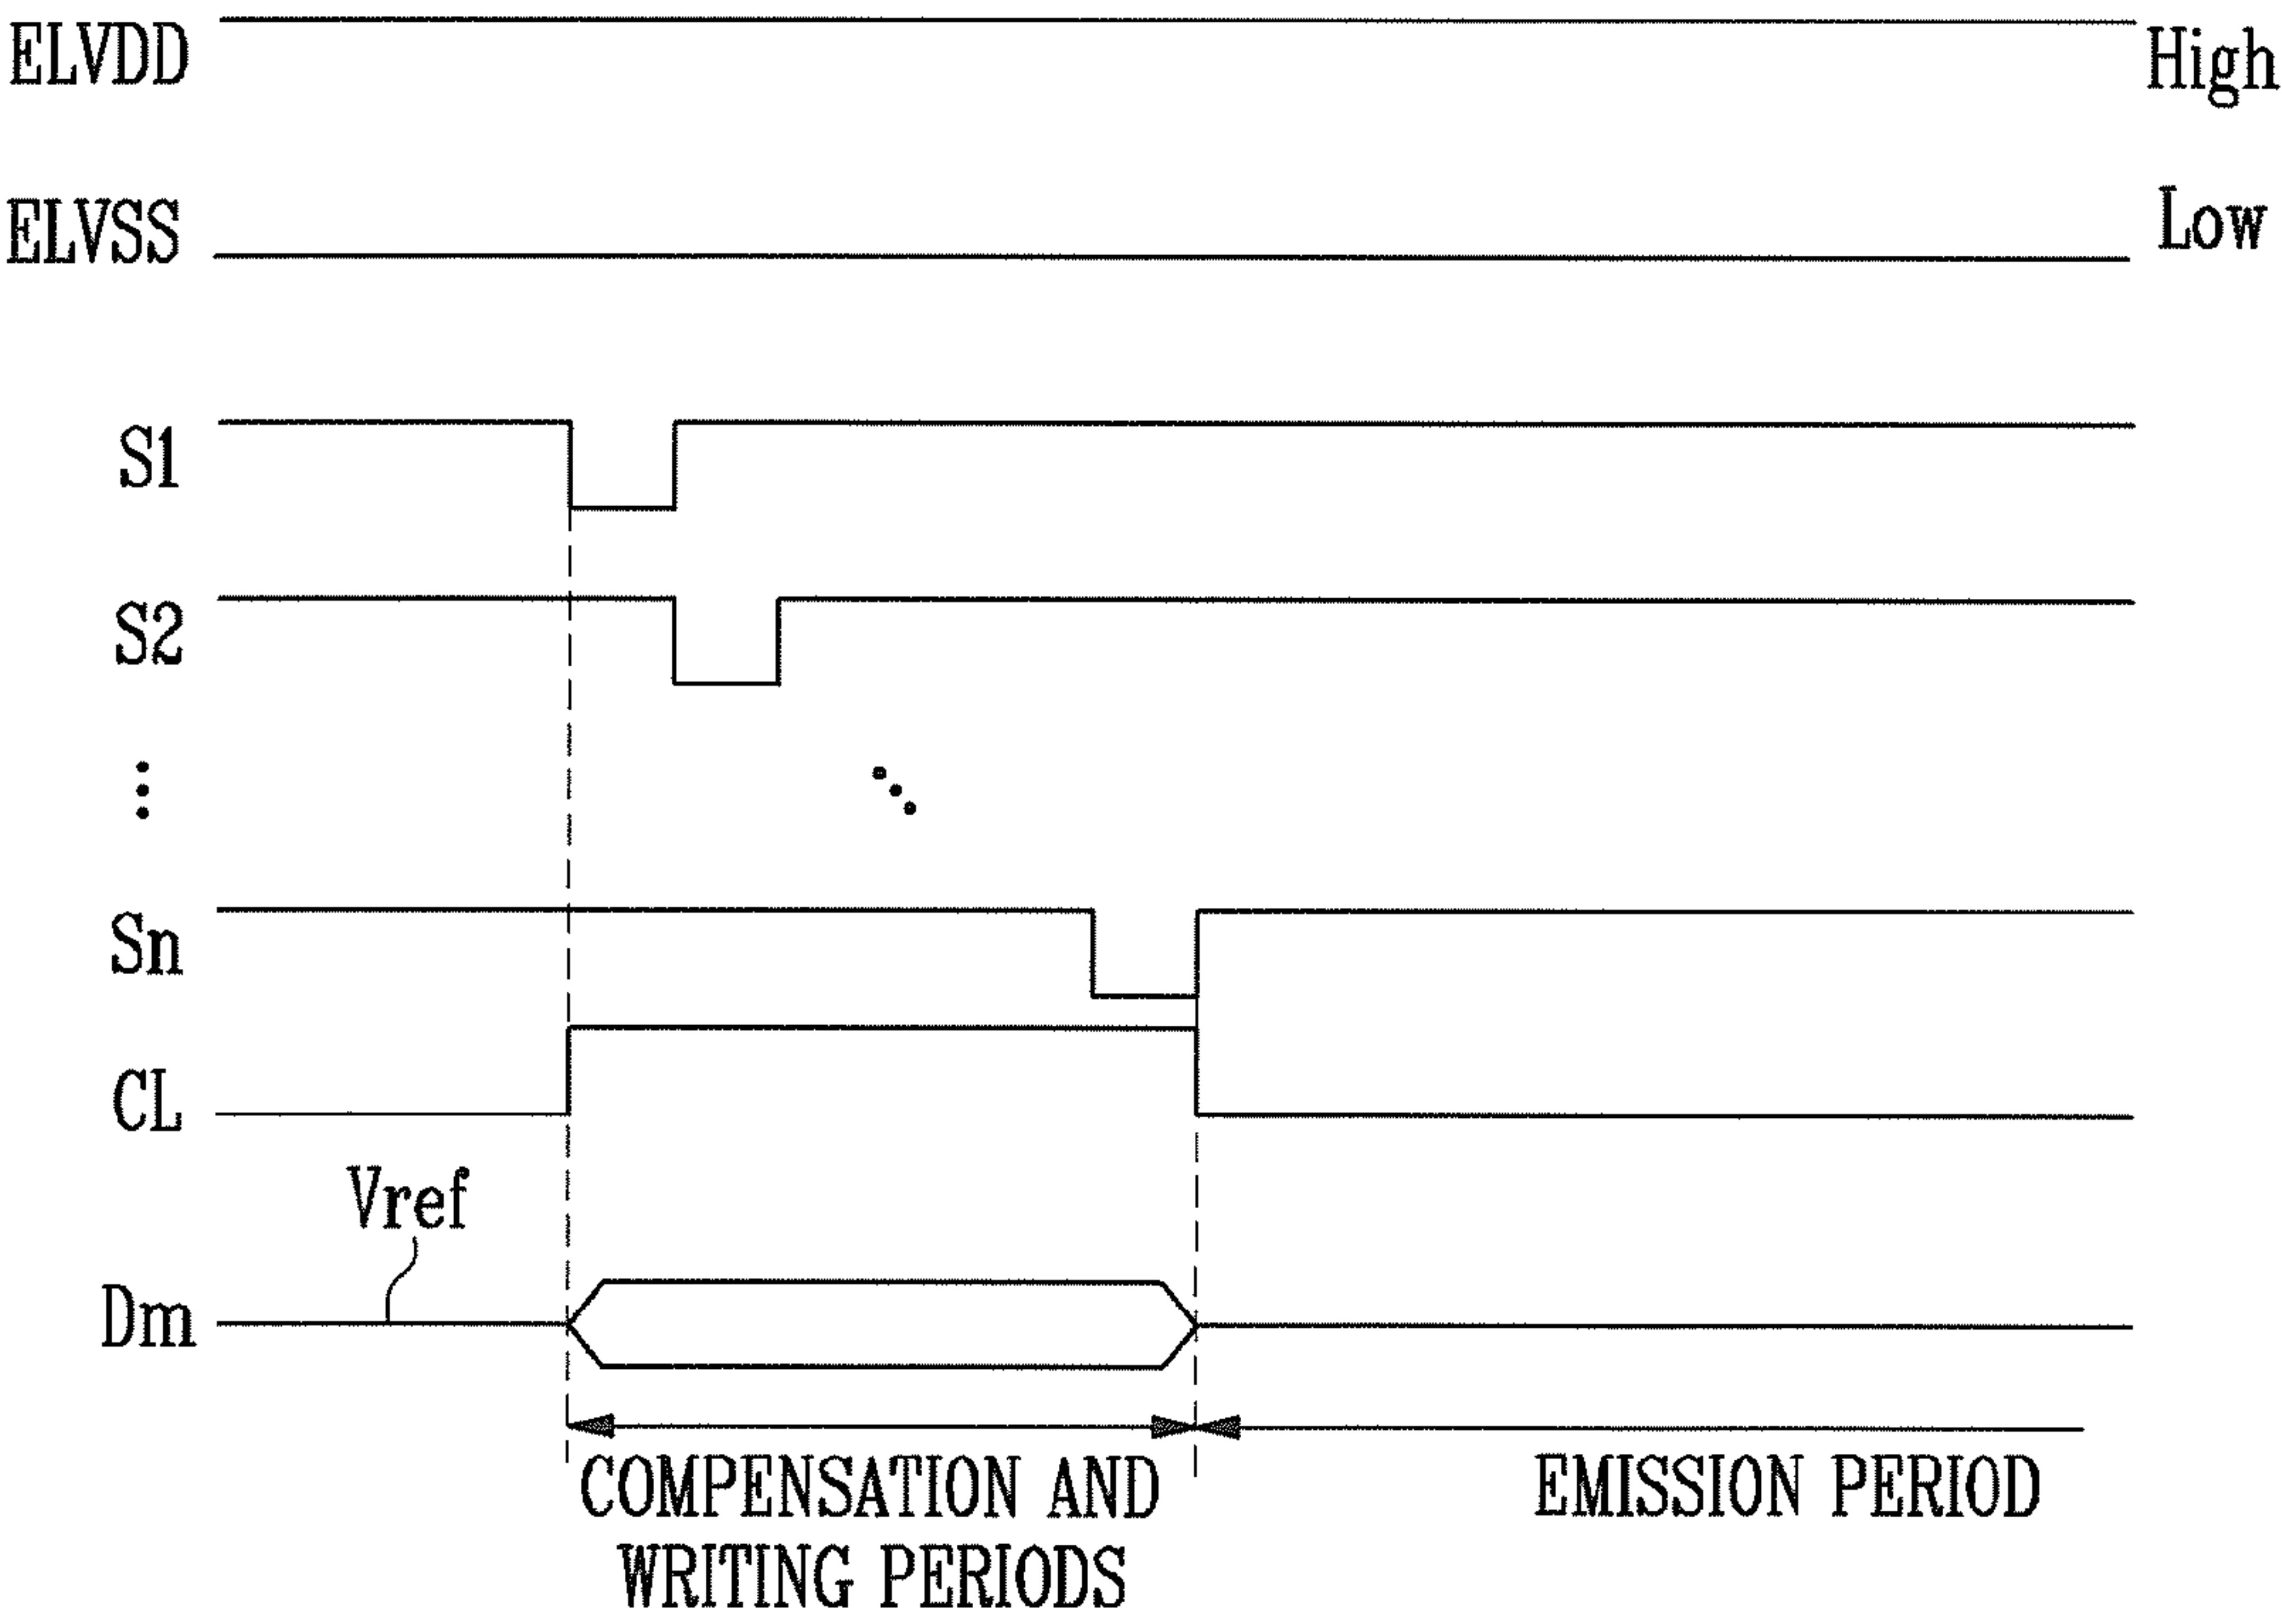 ELVDD High
ELVSS Low
S1
S2
Sn
CL
Vref
Dm
COMPENSATION AND
WRITING PERIODS
EMISSION PERIOD